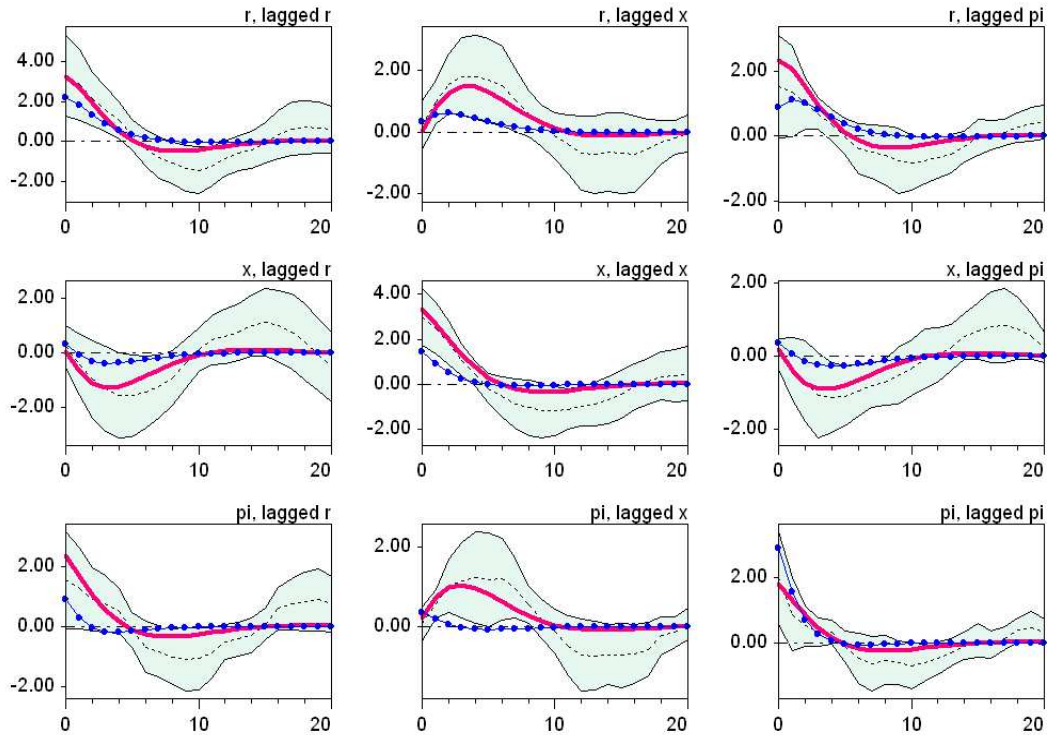 r, lagged r
4.00
2.00
0.00
-2.00
0 10 20
r, lagged x
2.00
0.00
-2.00
0 10 20
r, lagged pi
2.00
0.00
-2.00
0 10 20
x, lagged r
2.00
0.00
-2.00
0 10 20
x, lagged x
4.00
2.00
0.00
-2.00
0 10 20
x, lagged pi
2.00
0.00
-2.00
0 10 20
pi, lagged r
2.00
0.00
-2.00
0 10 20
pi, lagged x
2.00
0.00
0 10 20
pi, lagged pi
2.00
0.00
0 10 20